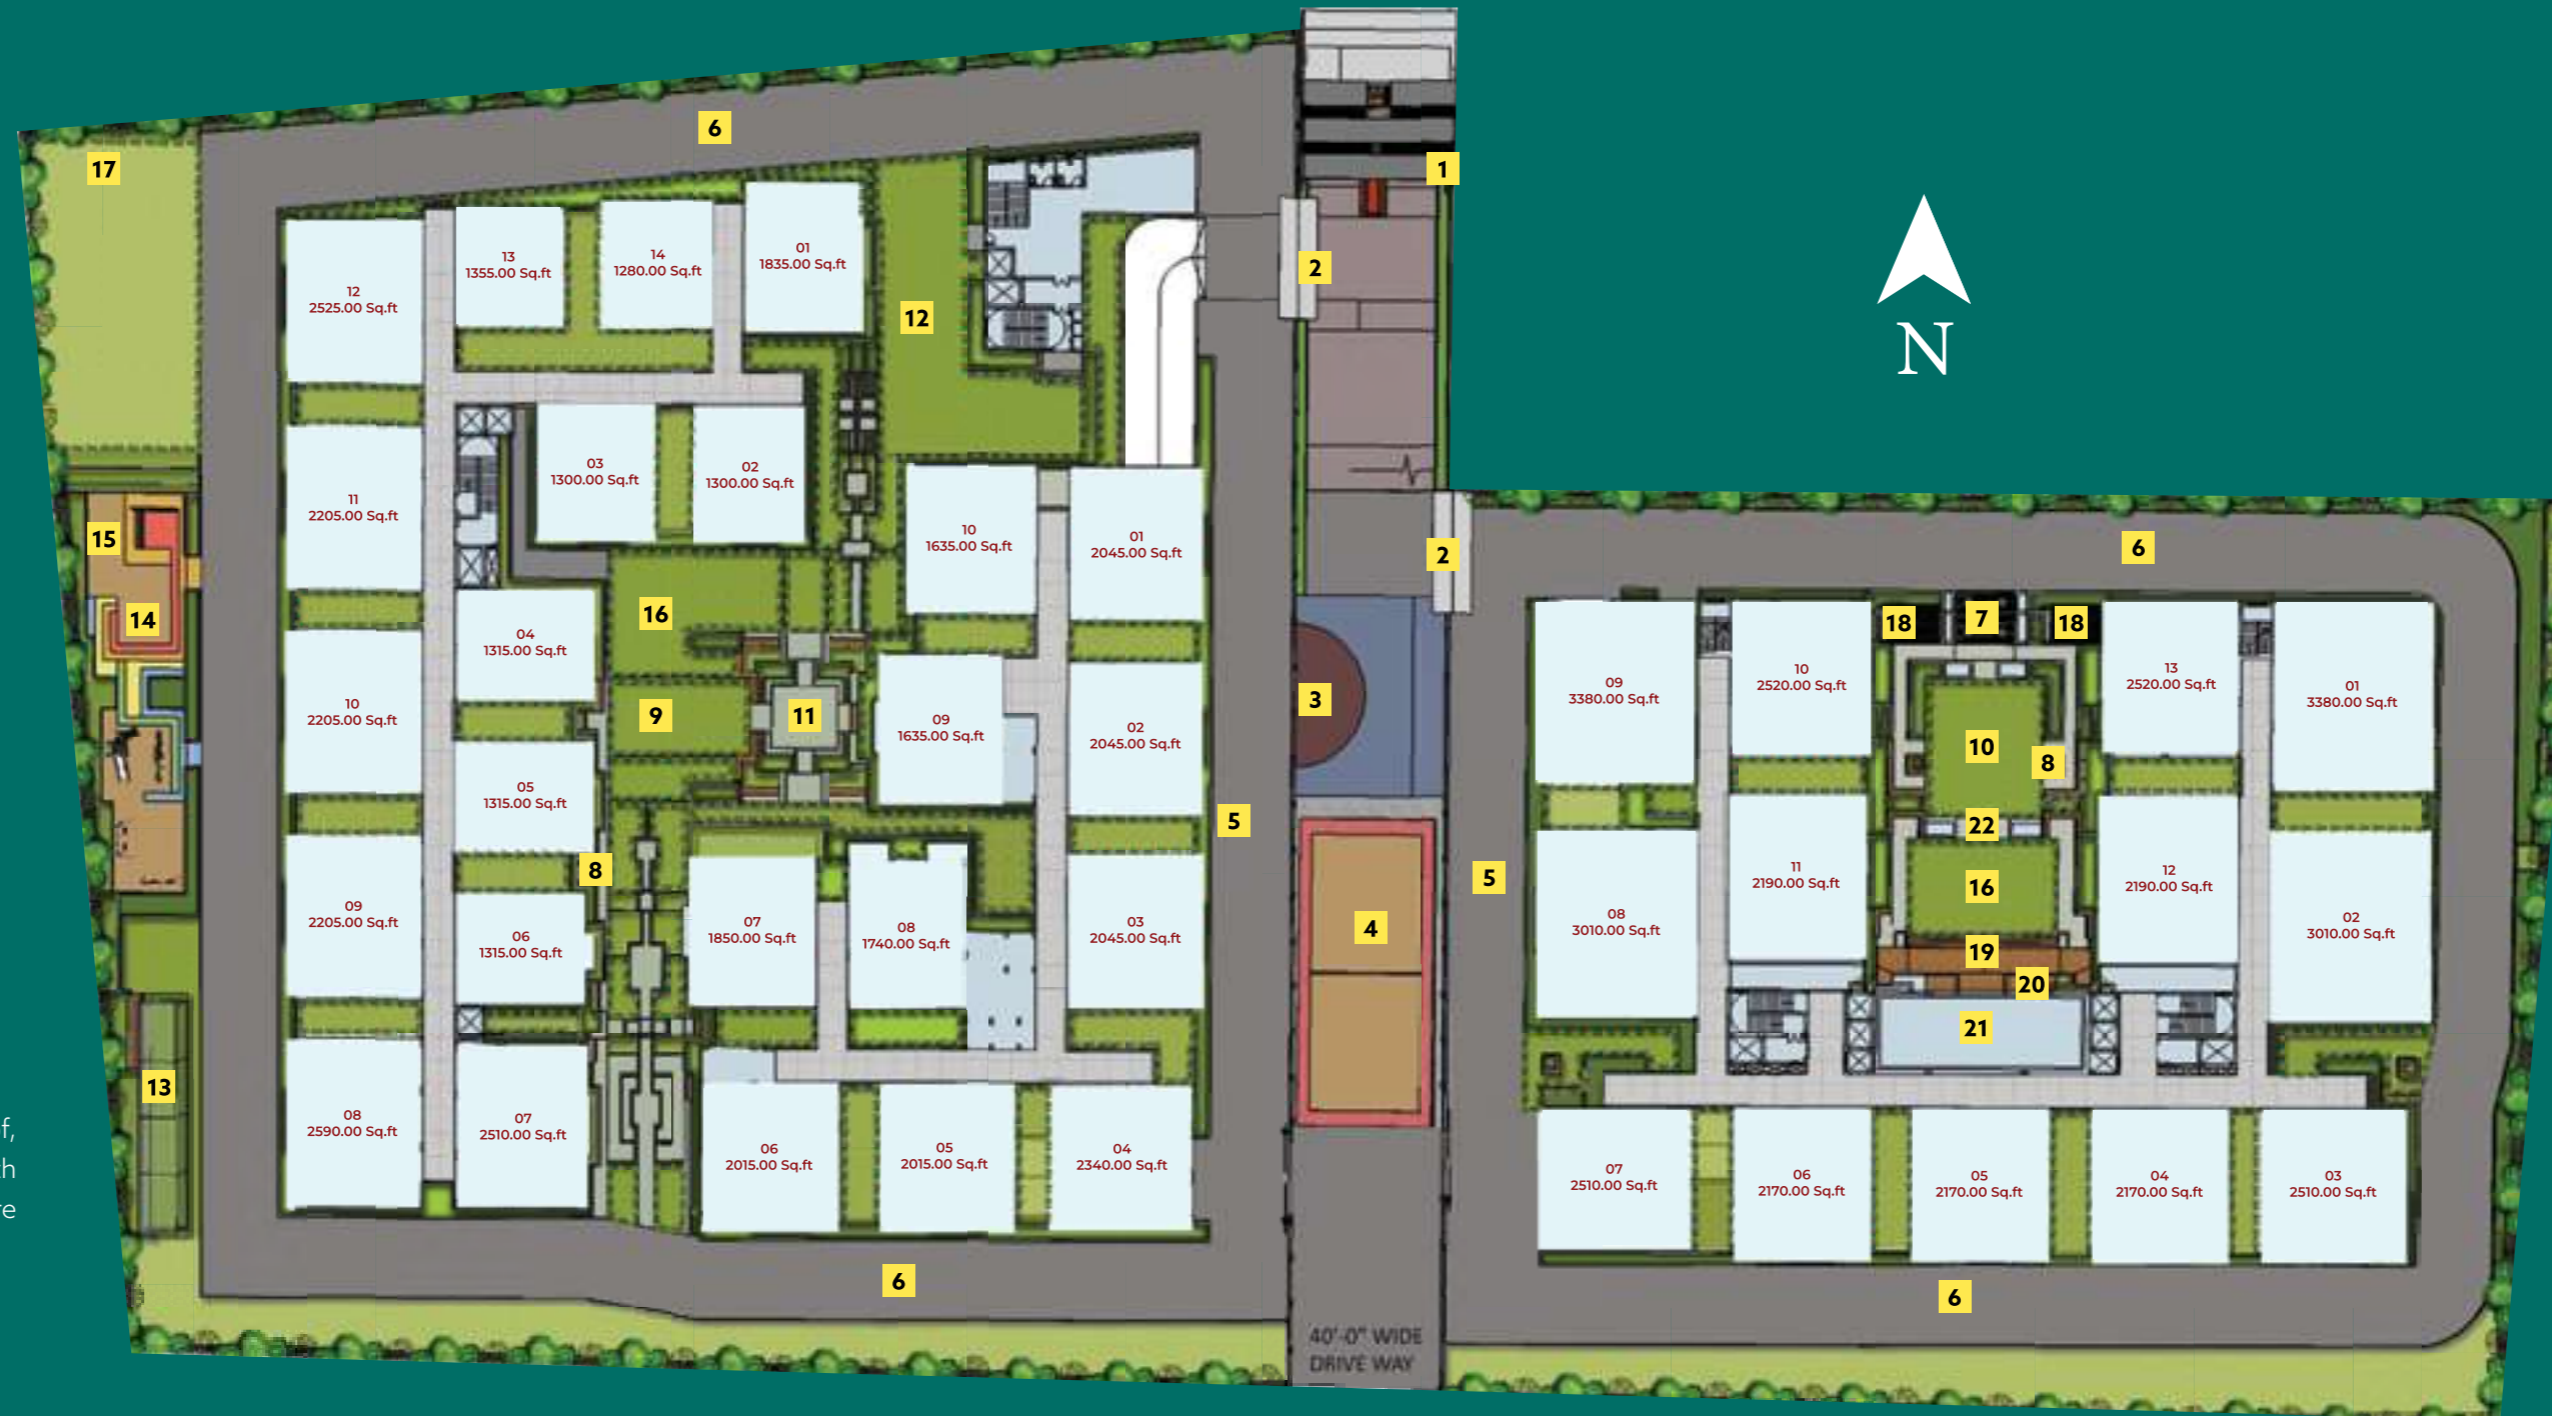 6
17
1
2
N
12
2525.00 Sq.ft
13
1355.00 Sq.ft
14
1280.00 Sq.ft
01
1835.00 Sq.ft
12
11
2205.00 Sq.ft
03
1300.00 Sq.ft
02
1300.00 Sq.ft
10
1635.00 Sq.ft
01
2045.00 Sq.ft
15
14
16
04
1315.00 Sq.ft
10
2205.00 Sq.ft
9
11
09
1635.00 Sq.ft
02
2045.00 Sq.ft
05
1315.00 Sq.ft
8
09
2205.00 Sq.ft
06
1315.00 Sq.ft
07
1850.00 Sq.ft
08
1740.00 Sq.ft
03
2045.00 Sq.ft
13
08
2590.00 Sq.ft
07
2510.00 Sq.ft
06
2015.00 Sq.ft
05
2015.00 Sq.ft
04
2340.00 Sq.ft
6
5
2
3
4
5
40'-0" WIDE
DRIVE WAY
6
09
3380.00 Sq.ft
10
2520.00 Sq.ft
18
7
18
13
2520.00 Sq.ft
01
3380.00 Sq.ft
10
8
22
08
3010.00 Sq.ft
11
2190.00 Sq.ft
16
12
2190.00 Sq.ft
02
3010.00 Sq.ft
19
20
21
07
2510.00 Sq.ft
06
2170.00 Sq.ft
05
2170.00 Sq.ft
04
2170.00 Sq.ft
03
2510.00 Sq.ft
6